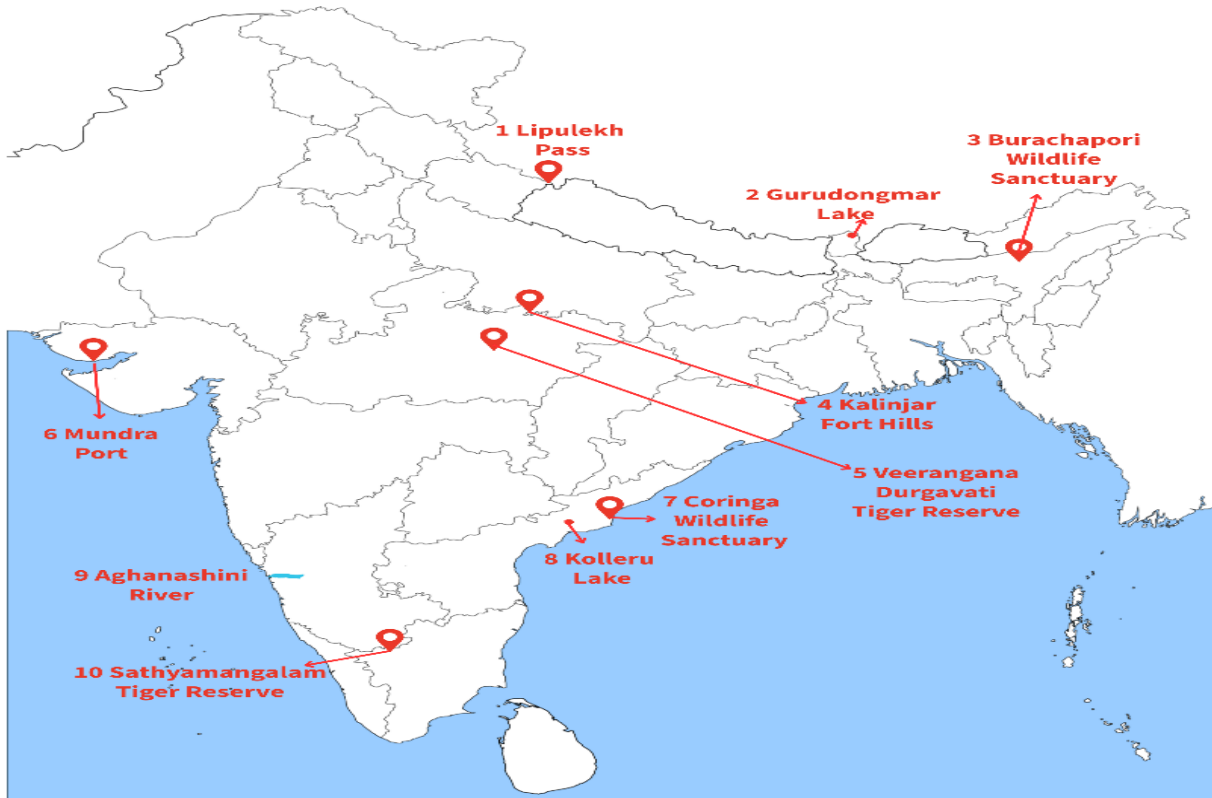 1 Lipulekh
Pass
2 Gurudongmar
Lake
3 Burachapori
Wildlife
Sanctuary
4 Kalinjar
Fort Hills
5 Veerangana
Durgavati
Tiger Reserve
6 Mundra
Port
7 Coringa
Wildlife
Sanctuary
8 Kolleru
Lake
9 Aghanashini
River
10 Sathyamangalam
Tiger Reserve